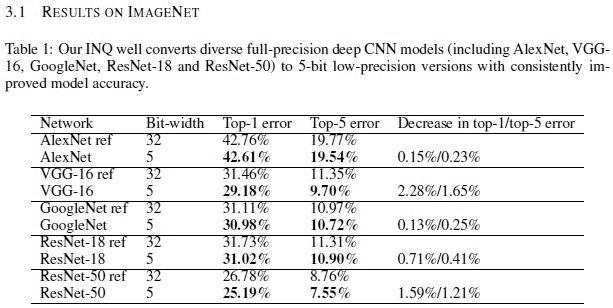 3.1 RESULTS ON IMAGENET
Table 1: Our INQ well converts diverse full-precision deep CNN models (including AlexNet, VGG-
16, GoogleNet, ResNet-18 and ResNet-50) to 5-bit low-precision versions with consistently im-
proved model accuracy.
Network Bit-width Top-1 error Top-5 error Decrease in top-1/top-5 error
AlexNet ref 32 42.76% 19.77%
AlexNet 5 42.61% 19.54% 0.15%/0.23%
VGG-16 ref 32 31.46% 11.35%
VGG-16 5 29.18% 9.70% 2.28%/1.65%
GoogleNet ref 32 31.11% 10.97%
GoogleNet 5 30.98% 10.72% 0.13%/0.25%
ResNet-18 ref 32 31.73% 11.31%
ResNet-18 5 31.02% 10.90% 0.71%/0.41%
ResNet-50 ref 32 26.78% 8.76%
ResNet-50 5 25.19% 7.55% 1.59%/1.21%